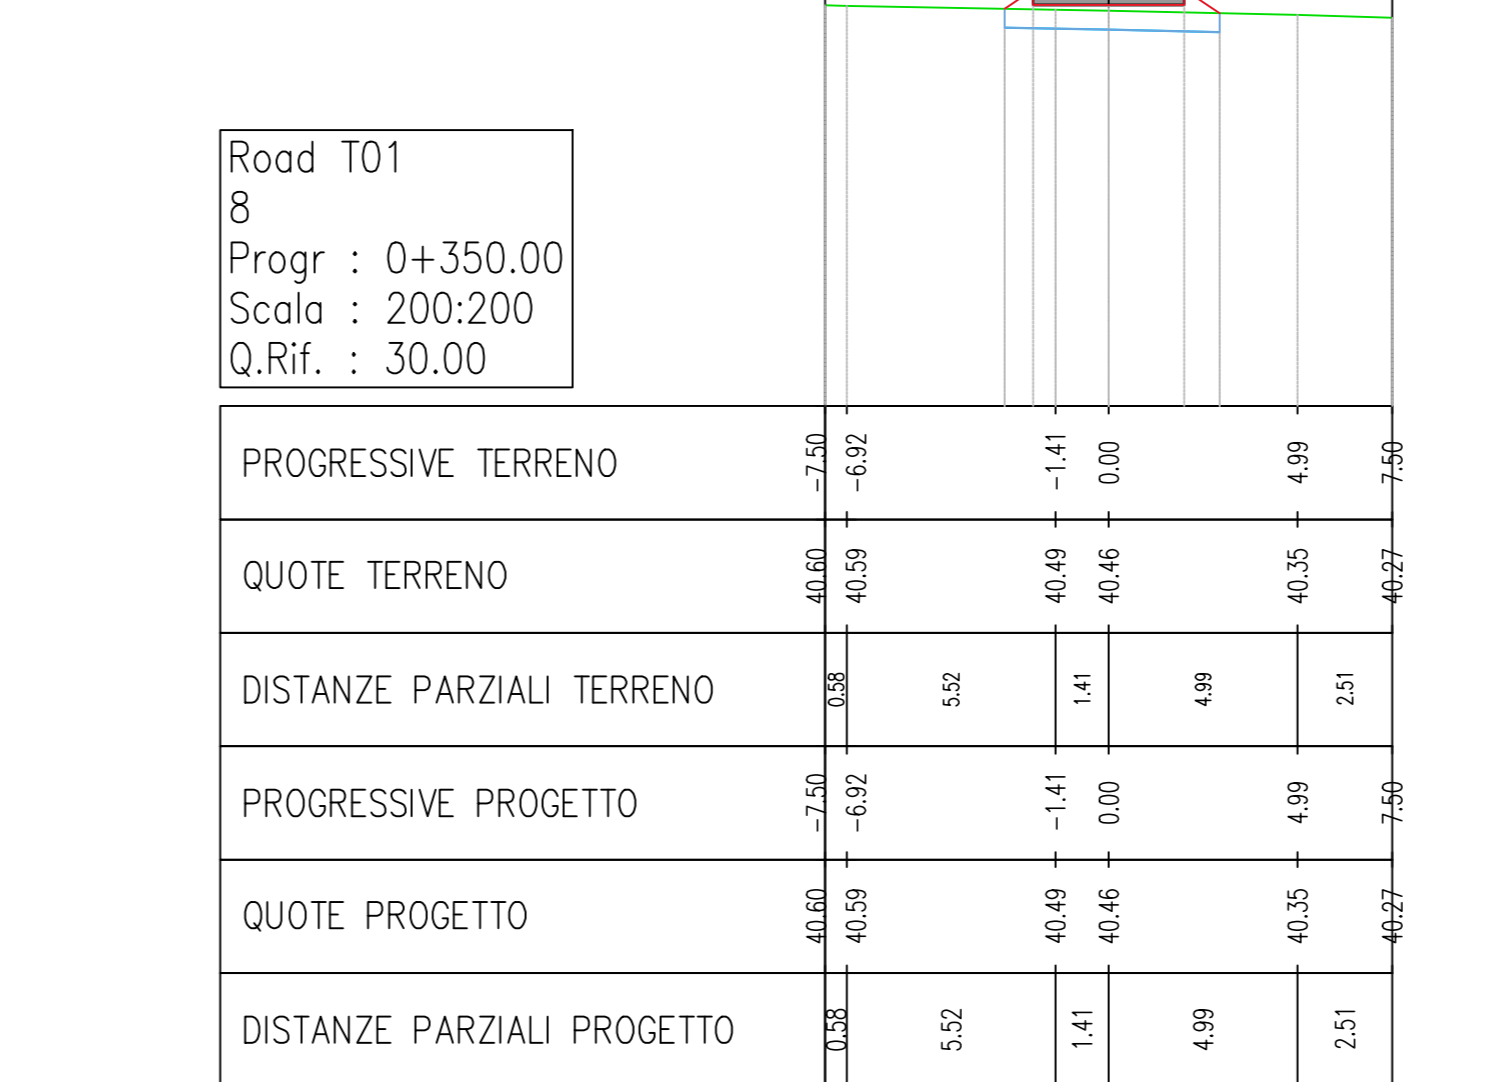 Road T01
8
Progr : 0+350.00
Scala : 200:200
Q.Rif. : 30.00
PROGRESSIVE TERRENO -7.50 -6.92 -1.41 0.00 4.99 7.50
QUOTE TERRENO 40.60 40.59 40.49 40.46 40.35 40.27
DISTANZE PARZIALI TERRENO 0.58 5.52 1.41 4.99 2.51
PROGRESSIVE PROGETTO -7.50 -6.92 -1.41 0.00 4.99 7.50
QUOTE PROGETTO 40.60 40.59 40.49 40.46 40.35 40.27
DISTANZE PARZIALI PROGETTO 0.58 5.52 1.41 4.99 2.51